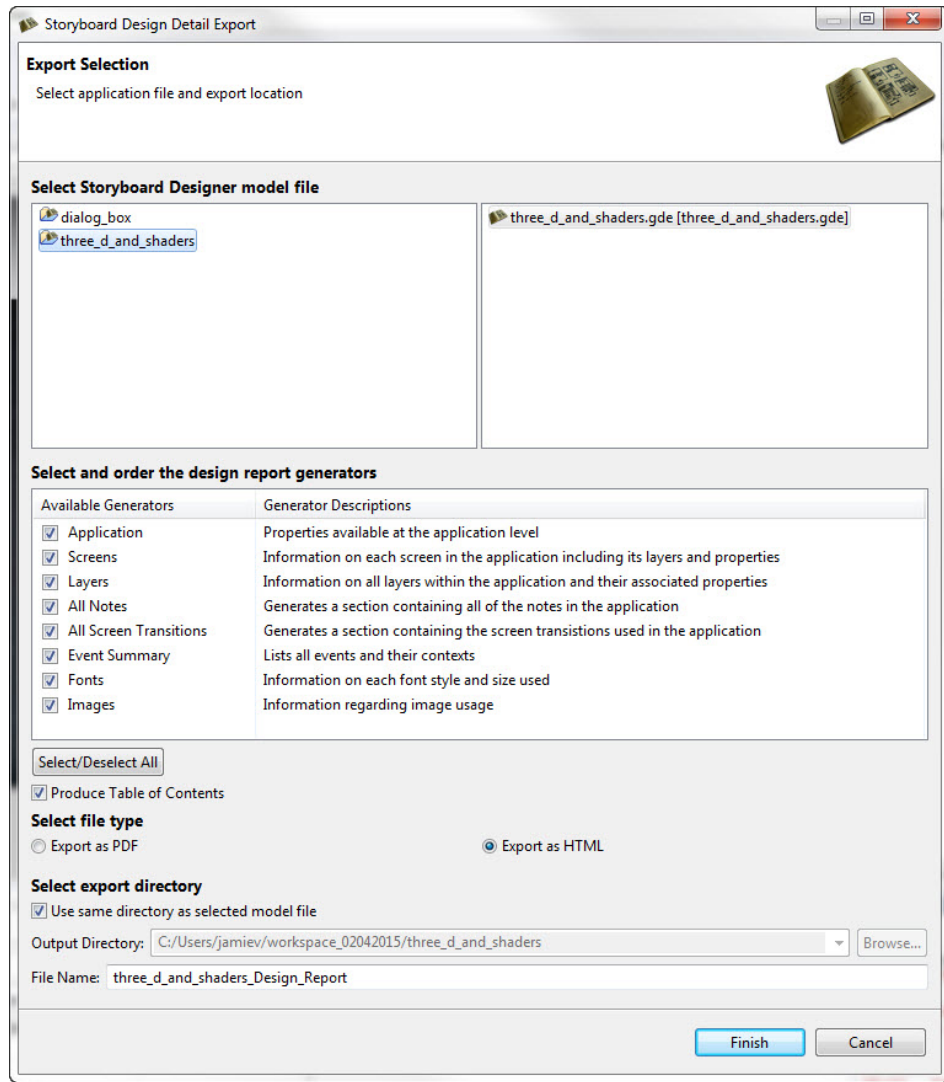 Storyboard Design Detail Export
Export Selection
Select application file and export location
Select Storyboard Designer model file
dialog_box
three_d_and_shaders
three_d_and_shaders.gde [three_d_and_shaders.gde]
Select and order the design report generators
Available Generators Generator Descriptions
Application Properties available at the application level
Screens Information on each screen in the application including its layers and properties
Layers Information on all layers within the application and their associated properties
All Notes Generates a section containing all of the notes in the application
All Screen Transitions Generates a section containing the screen transistions used in the application
Event Summary Lists all events and their contexts
Fonts Information on each font style and size used
Images Information regarding image usage
Select/Deselect All
Produce Table of Contents
Select file type
Export as PDF Export as HTML
Select export directory
Use same directory as selected model file
Output Directory: C:/Users/jamiev/workspace_02042015/three_d_and_shaders Browse...
File Name: three_d_and_shaders_Design_Report
Finish Cancel